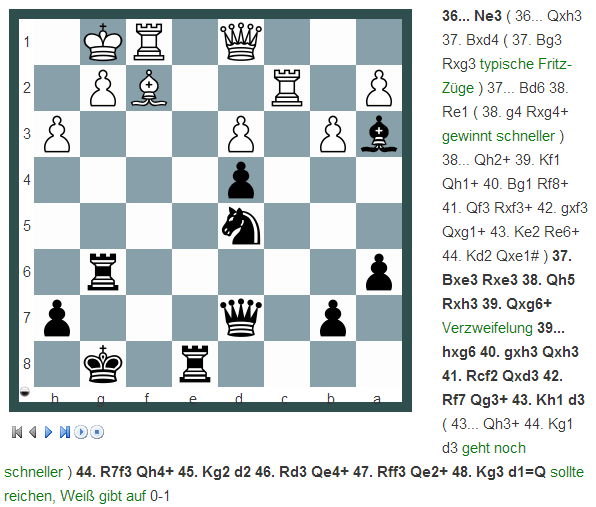 36... Ne3 ( 36... Qxh3
37. Bxd4 ( 37. Bg3
Rxg3 typische Fritz-
Züge ) 37... Bd6 38.
Re1 ( 38. g4 Rxg4+
gewinnt schneller )
38... Qh2+ 39. Kf1
Qh1+ 40. Bg1 Rf8+
41. Qf3 Rxf3+ 42. gxf3
Qxg1+ 43. Ke2 Re6+
44. Kd2 Qxe1# ) 37.
Bxe3 Rxe3 38. Qh5
Rxh3 39. Qxg6+
Verzweifelung 39...
hxg6 40. gxh3 Qxh3
41. Rcf2 Qxd3 42.
Rf7 Qg3+ 43. Kh1 d3
( 43... Qh3+ 44. Kg1
d3 geht noch
schneller ) 44. R7f3 Qh4+ 45. Kg2 d2 46. Rd3 Qe4+ 47. Rff3 Qe2+ 48. Kg3 d1=Q sollte
reichen, Weiß gibt auf 0-1
1
2
3
4
5
6
7
8
h g f e d c b a